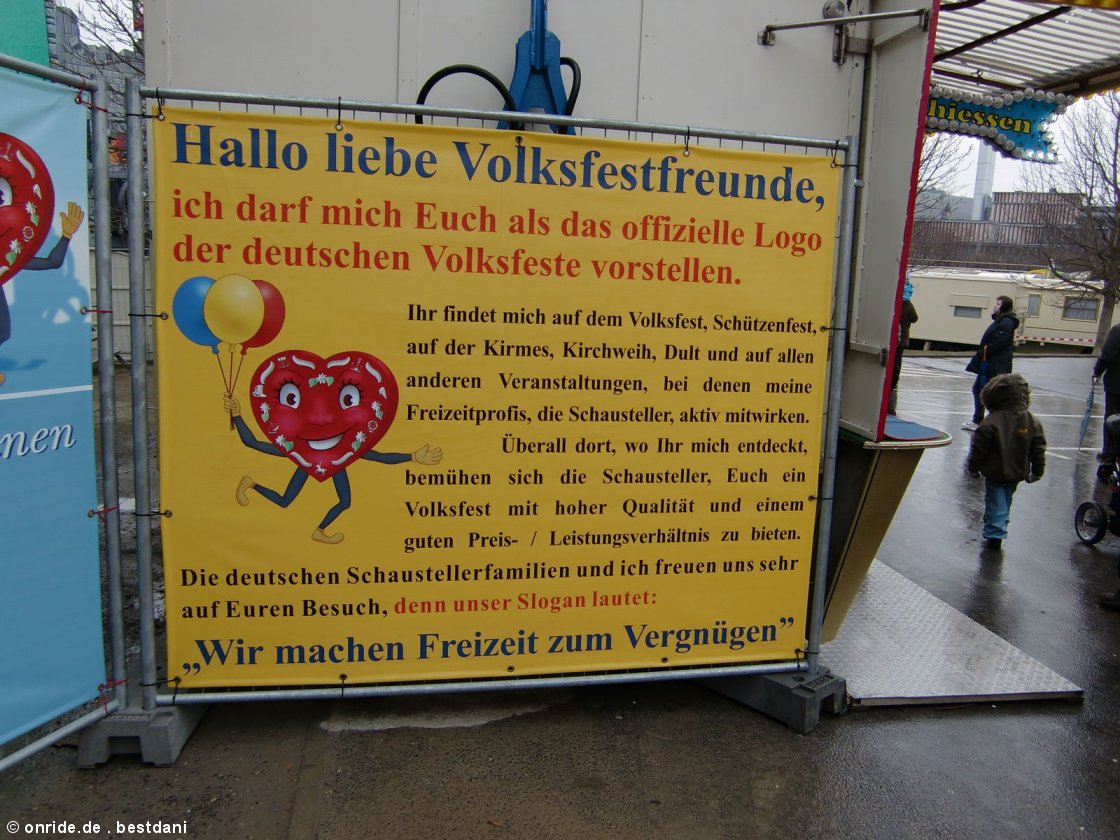 Hallo liebe Volksfestfreunde,
ich darf mich Euch als das offizielle Logo
der deutschen Volksfeste vorstellen.
Ihr findet mich auf dem Volksfest, Schützenfest,
auf der Kirmes, Kirchweih, Dult und auf allen
anderen Veranstaltungen, bei denen meine
Freizeitprofis, die Schausteller, aktiv mitwirken.
Überall dort, wo Ihr mich entdeckt,
bemühen sich die Schausteller, Euch ein
Volksfest mit hoher Qualität und einem
guten Preis- / Leistungsverhältnis zu bieten.
Die deutschen Schaustellerfamilien und ich freuen uns sehr
auf Euren Besuch, denn unser Slogan lautet:
„Wir machen Freizeit zum Vergnügen”
nen
hiessen
© onride.de . bestdani